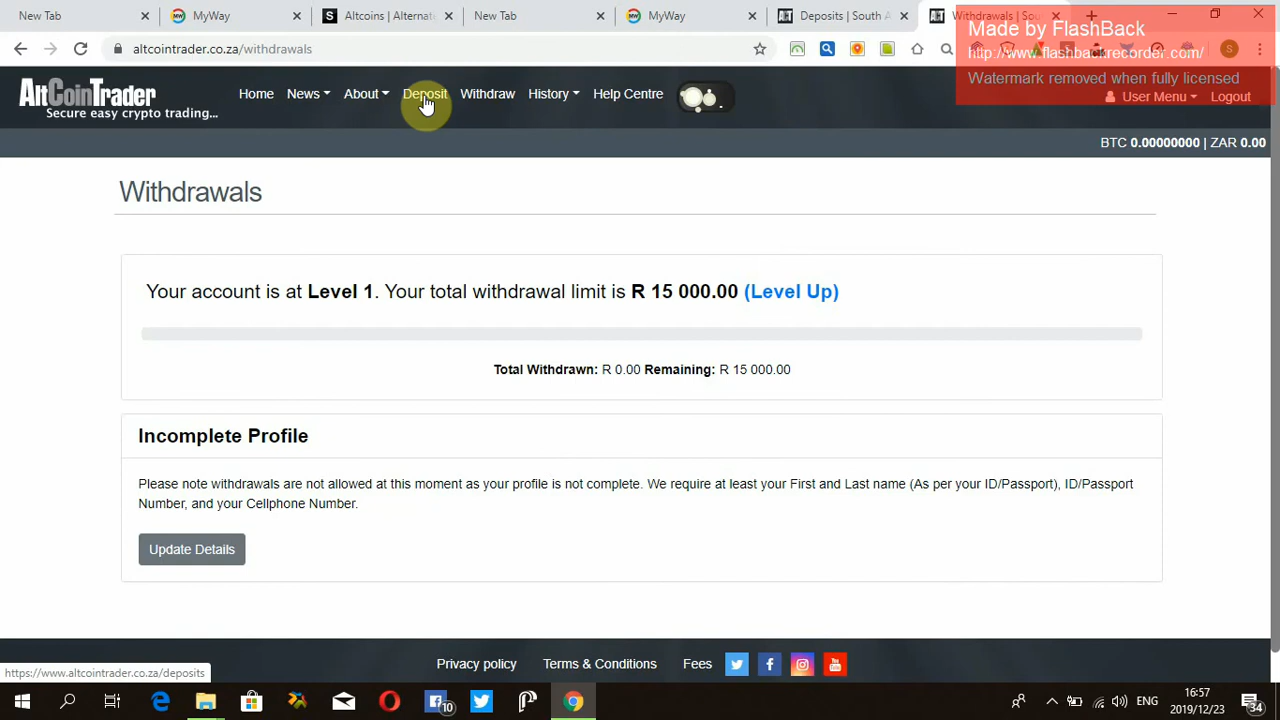 New Tab
MyWay
Altcoins | Alternati
New Tab
MyWay
Deposits | South A
Withdrawals | Sou
Made by FlashBack
http://www.flashbackrecorder.com/
Watermark removed when fully licensed
altcointrader.co.za/withdrawals
S
AltCoinTrader
Secure easy crypto trading...
Home
News
About
Deposit
Withdraw
History
Help Centre
User Menu
Logout
BTC 0.00000000 | ZAR 0.00
Withdrawals
Your account is at Level 1. Your total withdrawal limit is R 15 000.00 (Level Up)
Total Withdrawn: R 0.00 Remaining: R 15 000.00
Incomplete Profile
Please note withdrawals are not allowed at this moment as your profile is not complete. We require at least your First and Last name (As per your ID/Passport), ID/Passport
Number, and your Cellphone Number.
Update Details
Privacy policy
Terms & Conditions
Fees
https://www.altcointrader.co.za/deposits
10
ENG
16:57
2019/12/23
34